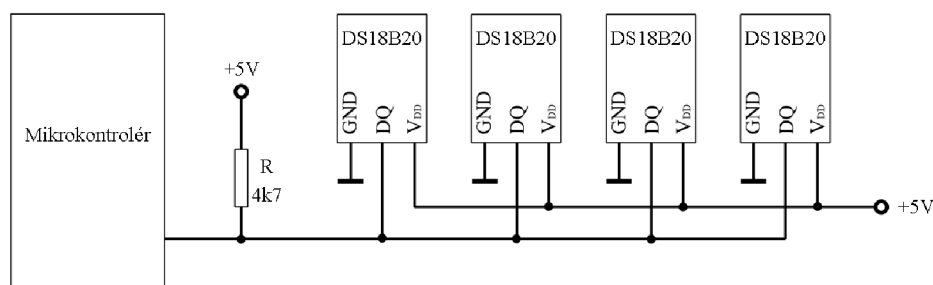 DS18B20 DS18B20 DS18B20 DS18B20
+5V
GND DQ VDD GND DQ VDD GND DQ VDD GND DQ VDD
Mikrokontrolér
R
4k7
+5V